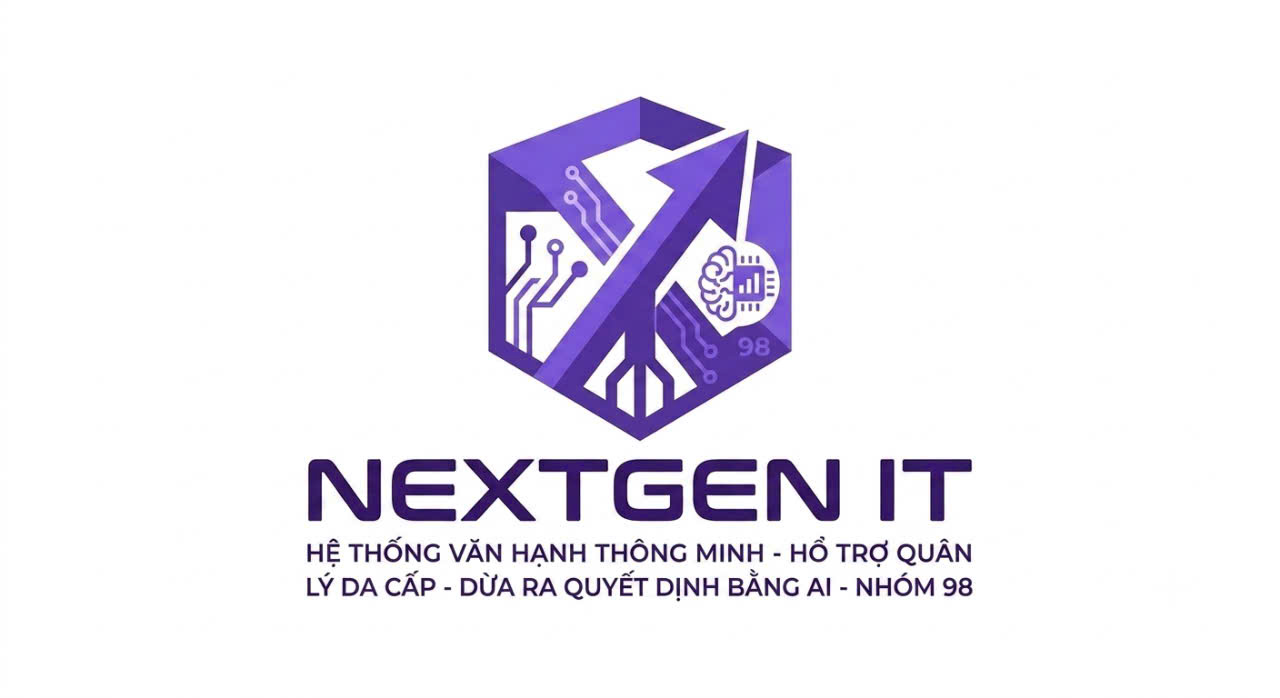 98
NEXTGEN IT
HỆ THỐNG VĂN HẠNH THÔNG MINH - HỔ TRỢ QUÂN
LÝ DA CẤP - DỪA RA QUYẾT DỊNH BẰNG AI - NHÓM 98